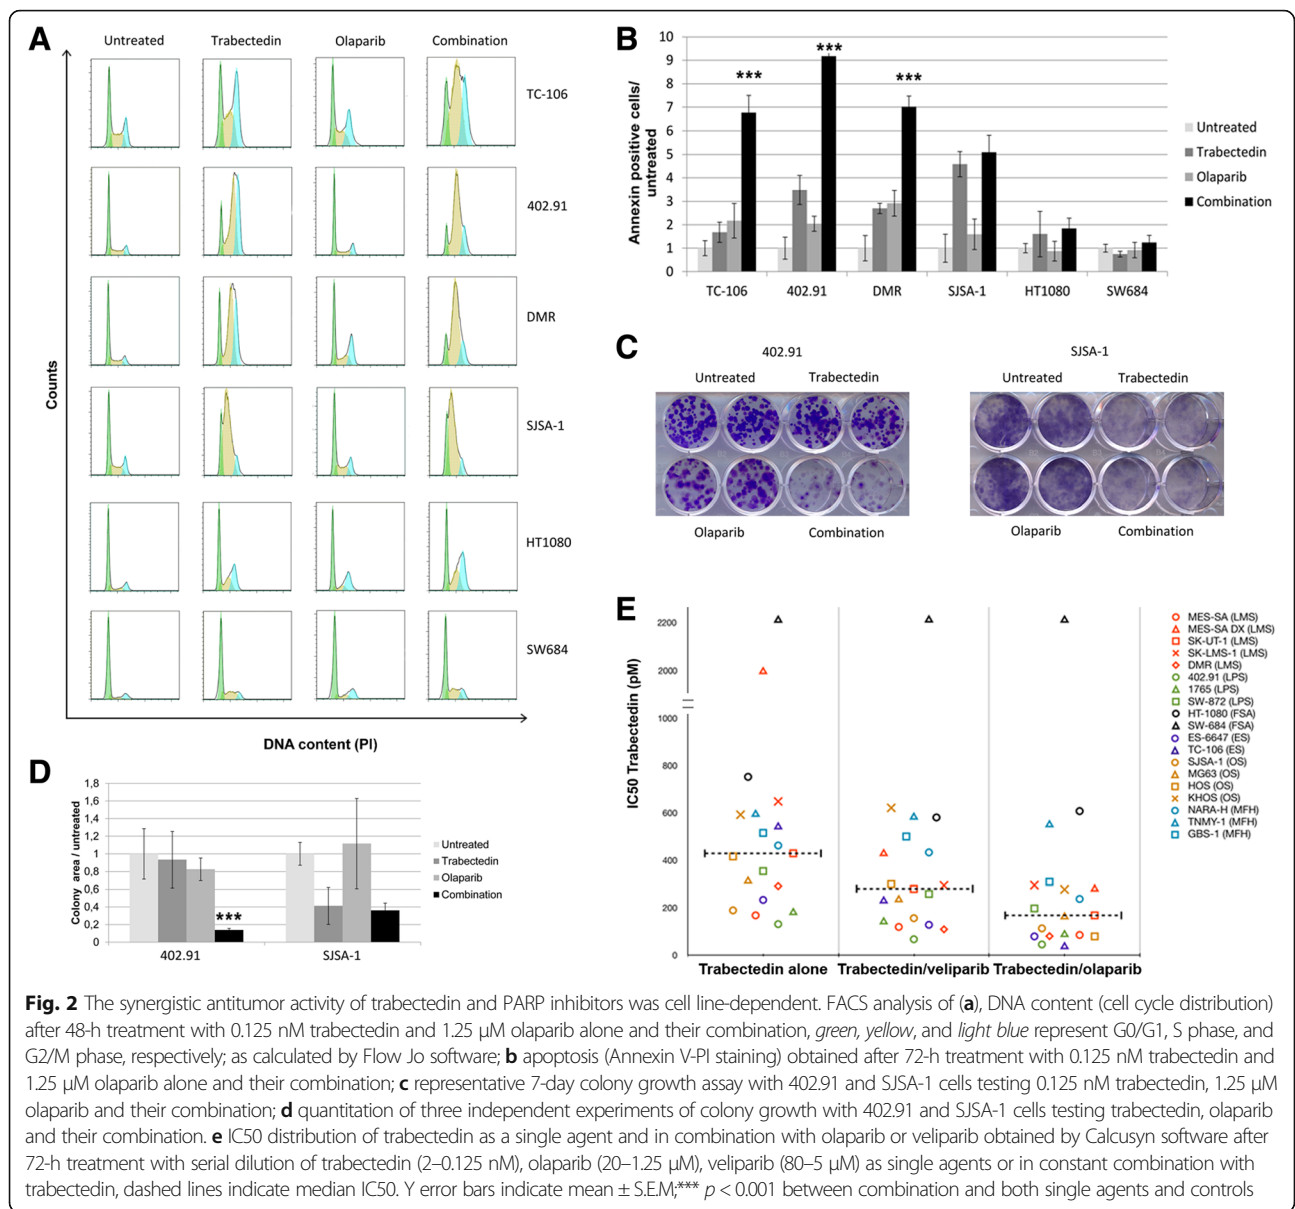 A
Untreated Trabectedin Olaparib Combination
TC-106
402.91
DMR
SJSA-1
HT1080
SW684
Counts
DNA content (PI)
B
Annexin positive cells/
untreated
10
9
8
7
6
5
4
3
2
1
0
***
***
***
TC-106 402.91 DMR SJSA-1 HT1080 SW684
Untreated
Trabectedin
Olaparib
Combination
C
402.91 SJSA-1
Untreated Trabectedin Untreated Trabectedin
Olaparib Combination Olaparib Combination
D
Colony area / untreated
1,8
1,6
1,4
1,2
1
0,8
0,6
0,4
0,2
0
***
402.91 SJSA-1
Untreated
Trabectedin
Olaparib
Combination
E
IC50 Trabectedin (pM)
2200
2000
1000
800
600
400
200
0
Trabectedin alone Trabectedin/veliparib Trabectedin/olaparib
MES-SA (LMS)
MES-SA DX (LMS)
SK-UT-1 (LMS)
SK-LMS-1 (LMS)
DMR (LMS)
402.91 (LPS)
1765 (LPS)
SW-872 (LPS)
HT-1080 (FSA)
SW-684 (FSA)
ES-6647 (ES)
TC-106 (ES)
SJSA-1 (OS)
MG63 (OS)
HOS (OS)
KHOS (OS)
NARA-H (MFH)
TNMY-1 (MFH)
GBS-1 (MFH)
Fig. 2 The synergistic antitumor activity of trabectedin and PARP inhibitors was cell line-dependent. FACS analysis of (a), DNA content (cell cycle distribution)
after 48-h treatment with 0.125 nM trabectedin and 1.25 μM olaparib alone and their combination, green, yellow, and light blue represent G0/G1, S phase, and
G2/M phase, respectively; as calculated by Flow Jo software; b apoptosis (Annexin V-PI staining) obtained after 72-h treatment with 0.125 nM trabectedin and
1.25 μM olaparib alone and their combination; c representative 7-day colony growth assay with 402.91 and SJSA-1 cells testing 0.125 nM trabectedin, 1.25 μM
olaparib and their combination; d quantitation of three independent experiments of colony growth with 402.91 and SJSA-1 cells testing trabectedin, olaparib
and their combination. e IC50 distribution of trabectedin as a single agent and in combination with olaparib or veliparib obtained by Calcusyn software after
72-h treatment with serial dilution of trabectedin (2–0.125 nM), olaparib (20–1.25 μM), veliparib (80–5 μM) as single agents or in constant combination with
trabectedin, dashed lines indicate median IC50. Y error bars indicate mean ± S.E.M;*** p < 0.001 between combination and both single agents and controls